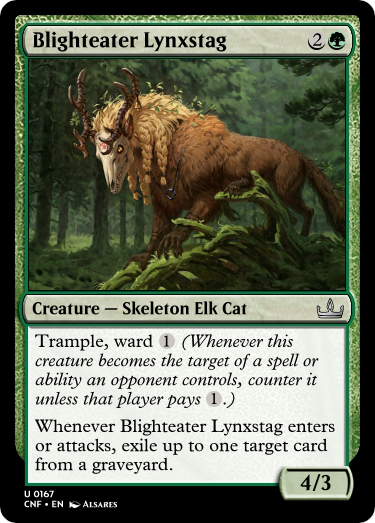 Blighteater Lynxstag 2
Creature — Skeleton Elk Cat
Trample, ward 1 (Whenever this
creature becomes the target of a spell or
ability an opponent controls, counter it
unless that player pays 1.)
Whenever Blighteater Lynxstag enters
or attacks, exile up to one target card
from a graveyard.
4/3
U 0167
CNF • EN Alsares